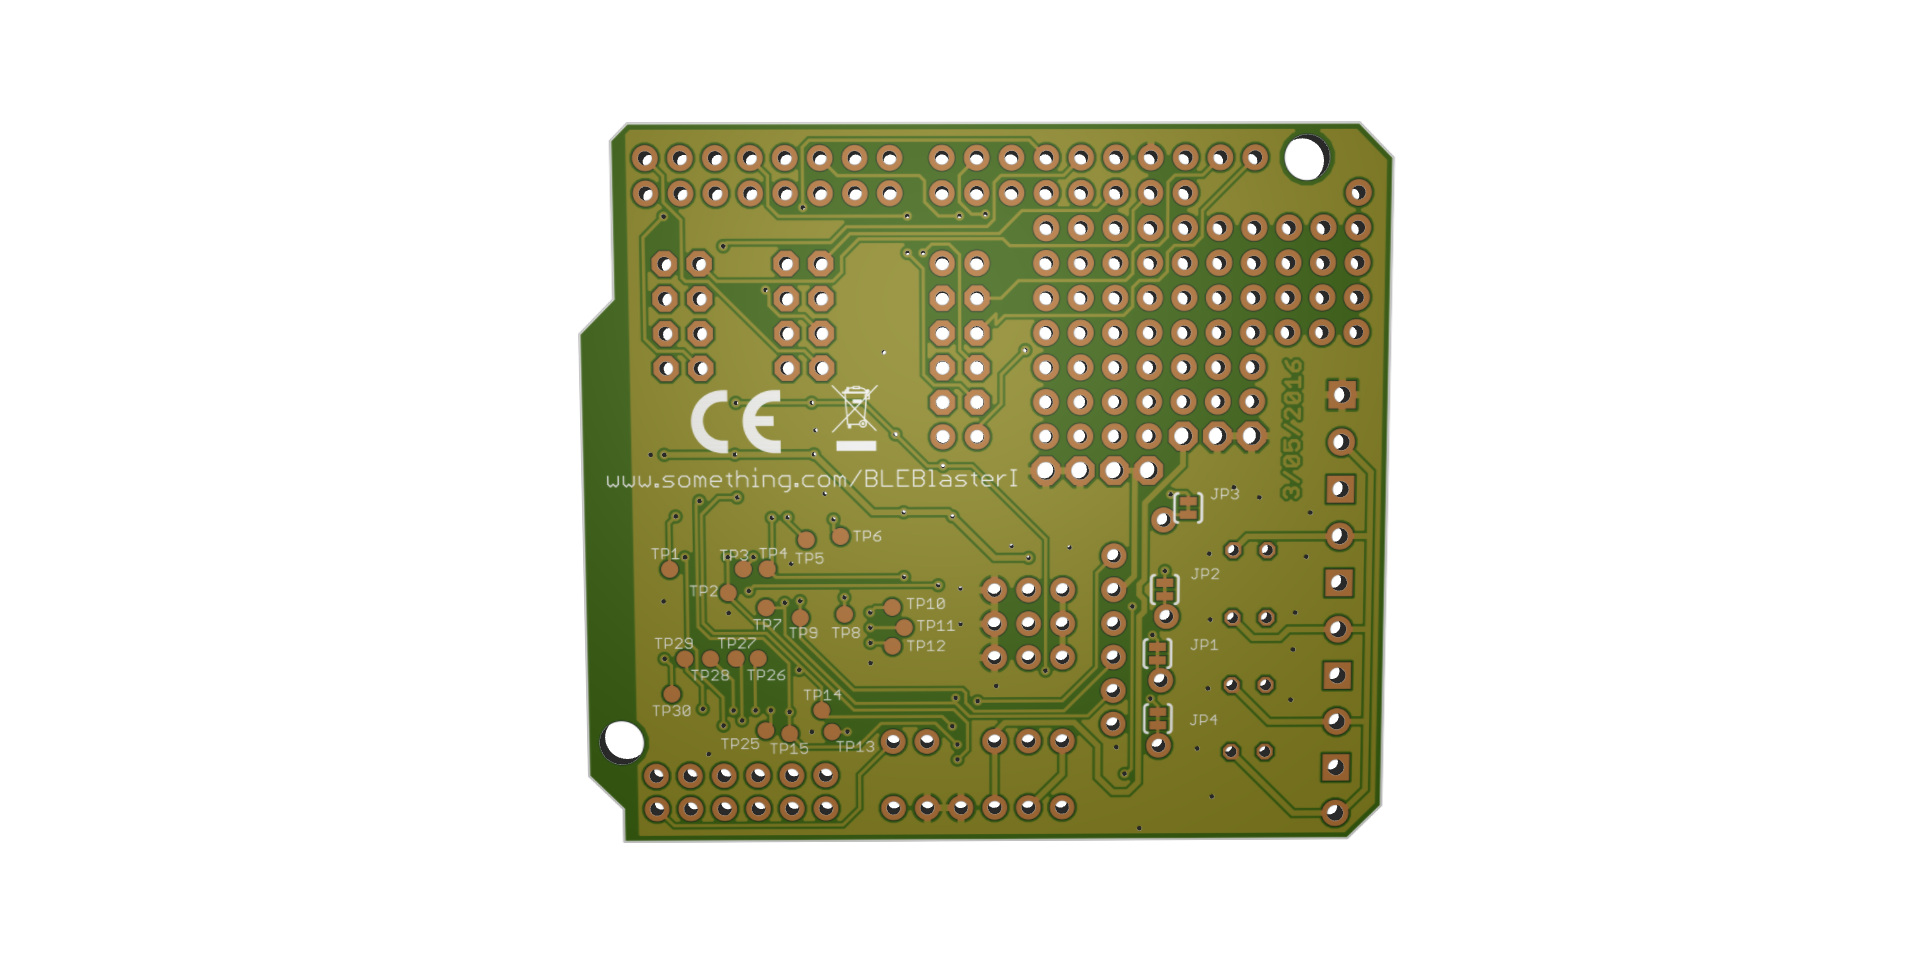 CE
3/05/2016
www.something.com/BLEBlasterI
JP3
TP6
TP1
TP3
TP4
TP5
JP2
TP2
TP10
TP7
TP9
TP8
TP11
TP12
TP29
TP27
JP1
TP28
TP26
TP14
TP30
JP4
TP25
TP15
TP13